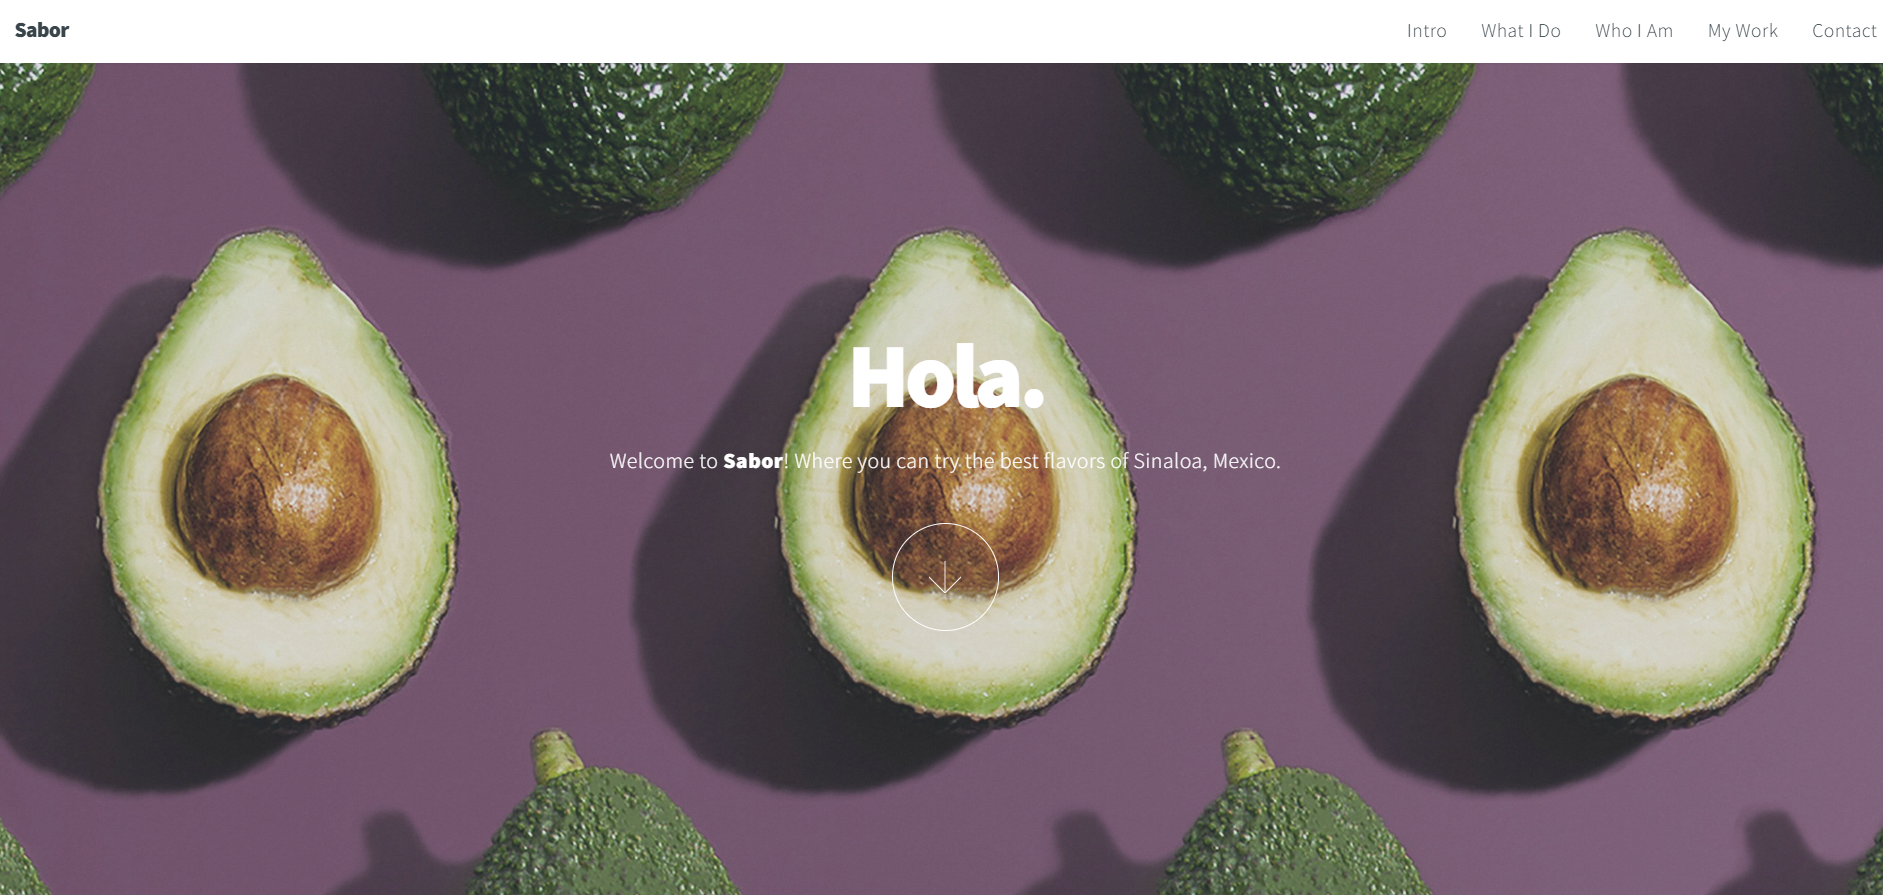 Sabor
Intro What I Do Who I Am My Work Contact
Hola.
Welcome to Sabor! Where you can try the best flavors of Sinaloa, Mexico.